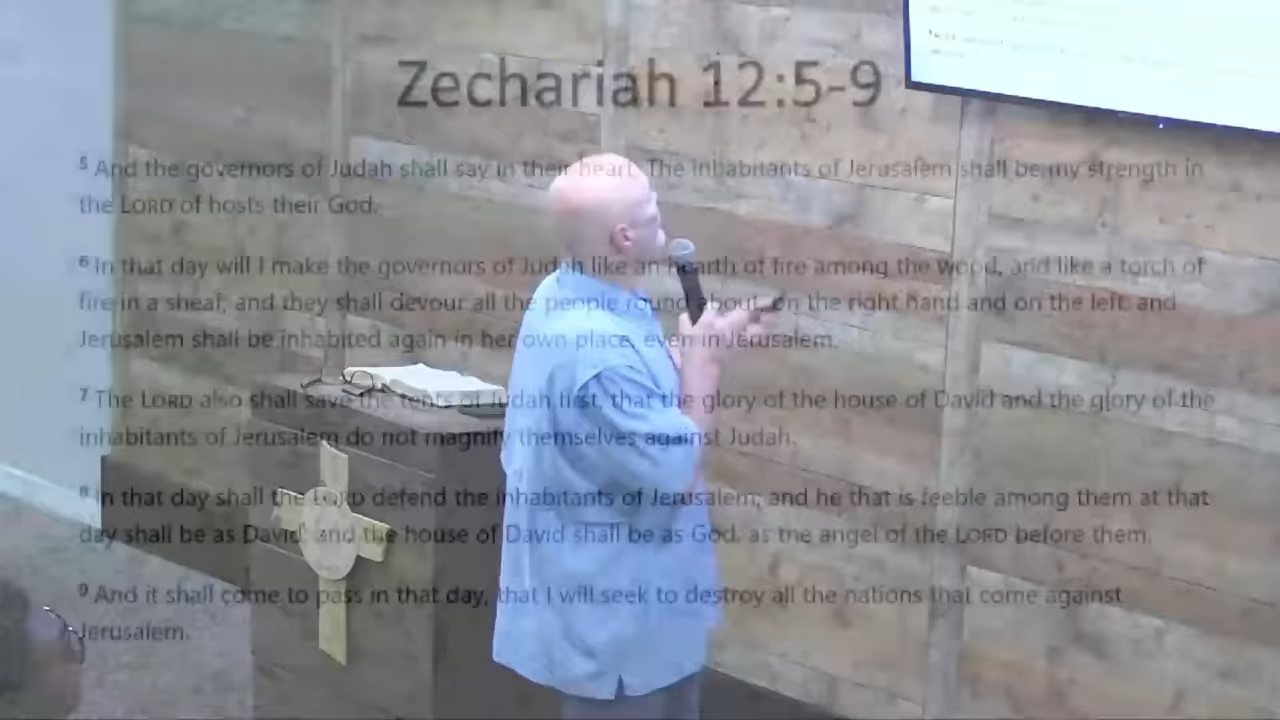 Zechariah 12:5-9
5 And the governors of Judah shall say in their heart, The inhabitants of Jerusalem shall be my strength in
the LORD of hosts their God.
6 In that day will I make the governors of Judah like an hearth of fire among the wood, and like a torch of
fire in a sheaf; and they shall devour all the people round about, on the right hand and on the left: and
Jerusalem shall be inhabited again in her own place, even in Jerusalem.
7 The LORD also shall save the tents of Judah first, that the glory of the house of David and the glory of the
inhabitants of Jerusalem do not magnify themselves against Judah.
8 In that day shall the LORD defend the inhabitants of Jerusalem; and he that is feeble among them at that
day shall be as David; and the house of David shall be as God, as the angel of the LORD before them.
9 And it shall come to pass in that day, that I will seek to destroy all the nations that come against
Jerusalem.